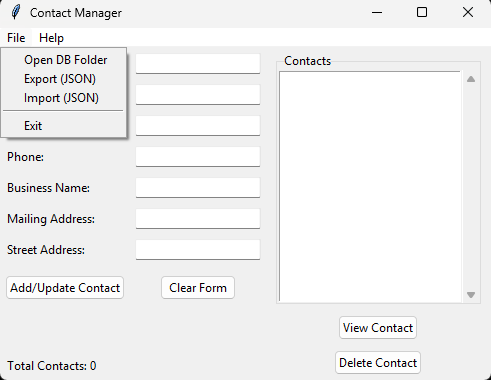 Contact Manager
File Help
Open DB Folder
Export (JSON)
Import (JSON)
Exit
Contacts
Phone:
Business Name:
Mailing Address:
Street Address:
Add/Update Contact
Clear Form
View Contact
Delete Contact
Total Contacts: 0